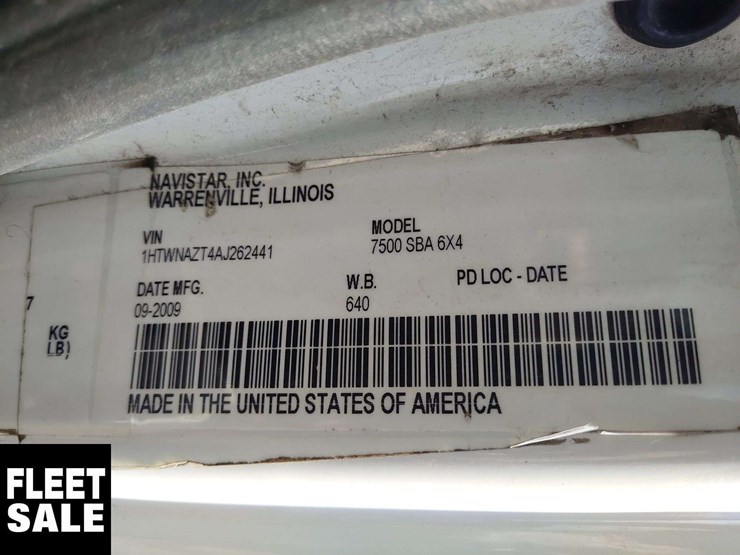 NAVISTAR, INC.
WARRENVILLE, ILLINOIS
VIN
1HTWNAZT4AJ262441
MODEL
7500 SBA 6X4
DATE MFG.
09-2009
W.B.
640
PD LOC - DATE
7
KG
LB)
MADE IN THE UNITED STATES OF AMERICA
FLEET
SALE